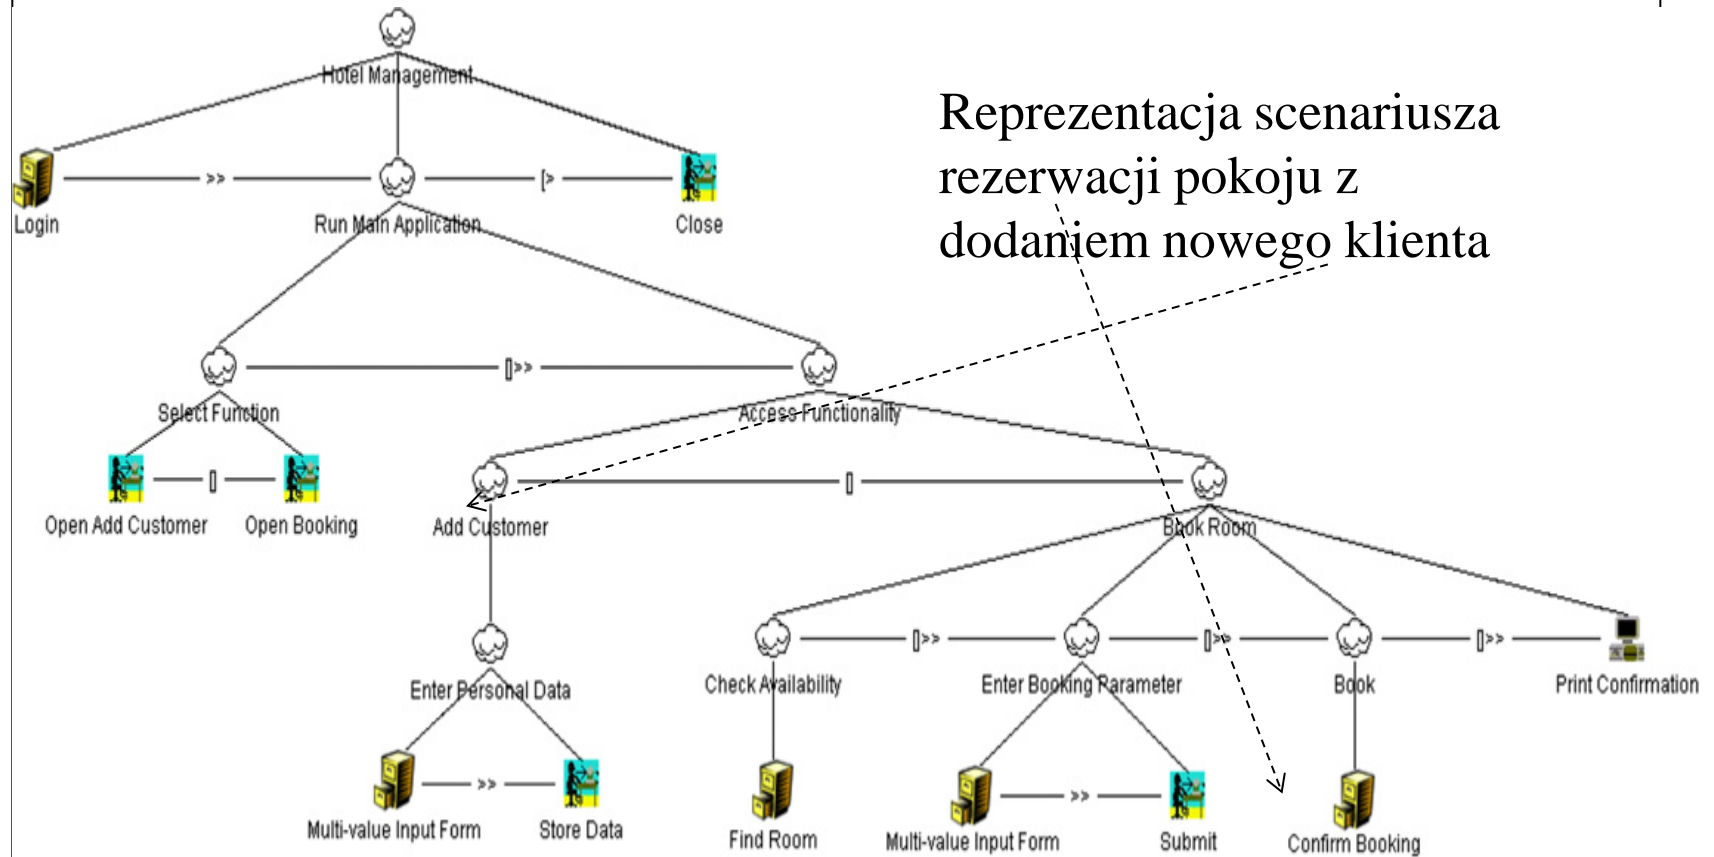 Hotel Management
Reprezentacja scenariusza
rezerwacji pokoju z
dodaniem nowego klienta
>> [>
Login Run Main Application Close
[]>>
Select Function Access Functionality
[] []
Open Add Customer Open Booking Add Customer Book Room
[]>> []>> []>>
Enter Personal Data Check Availability Enter Booking Parameter Book Print Confirmation
>> >>
Multi-value Input Form Store Data Find Room Multi-value Input Form Submit Confirm Booking